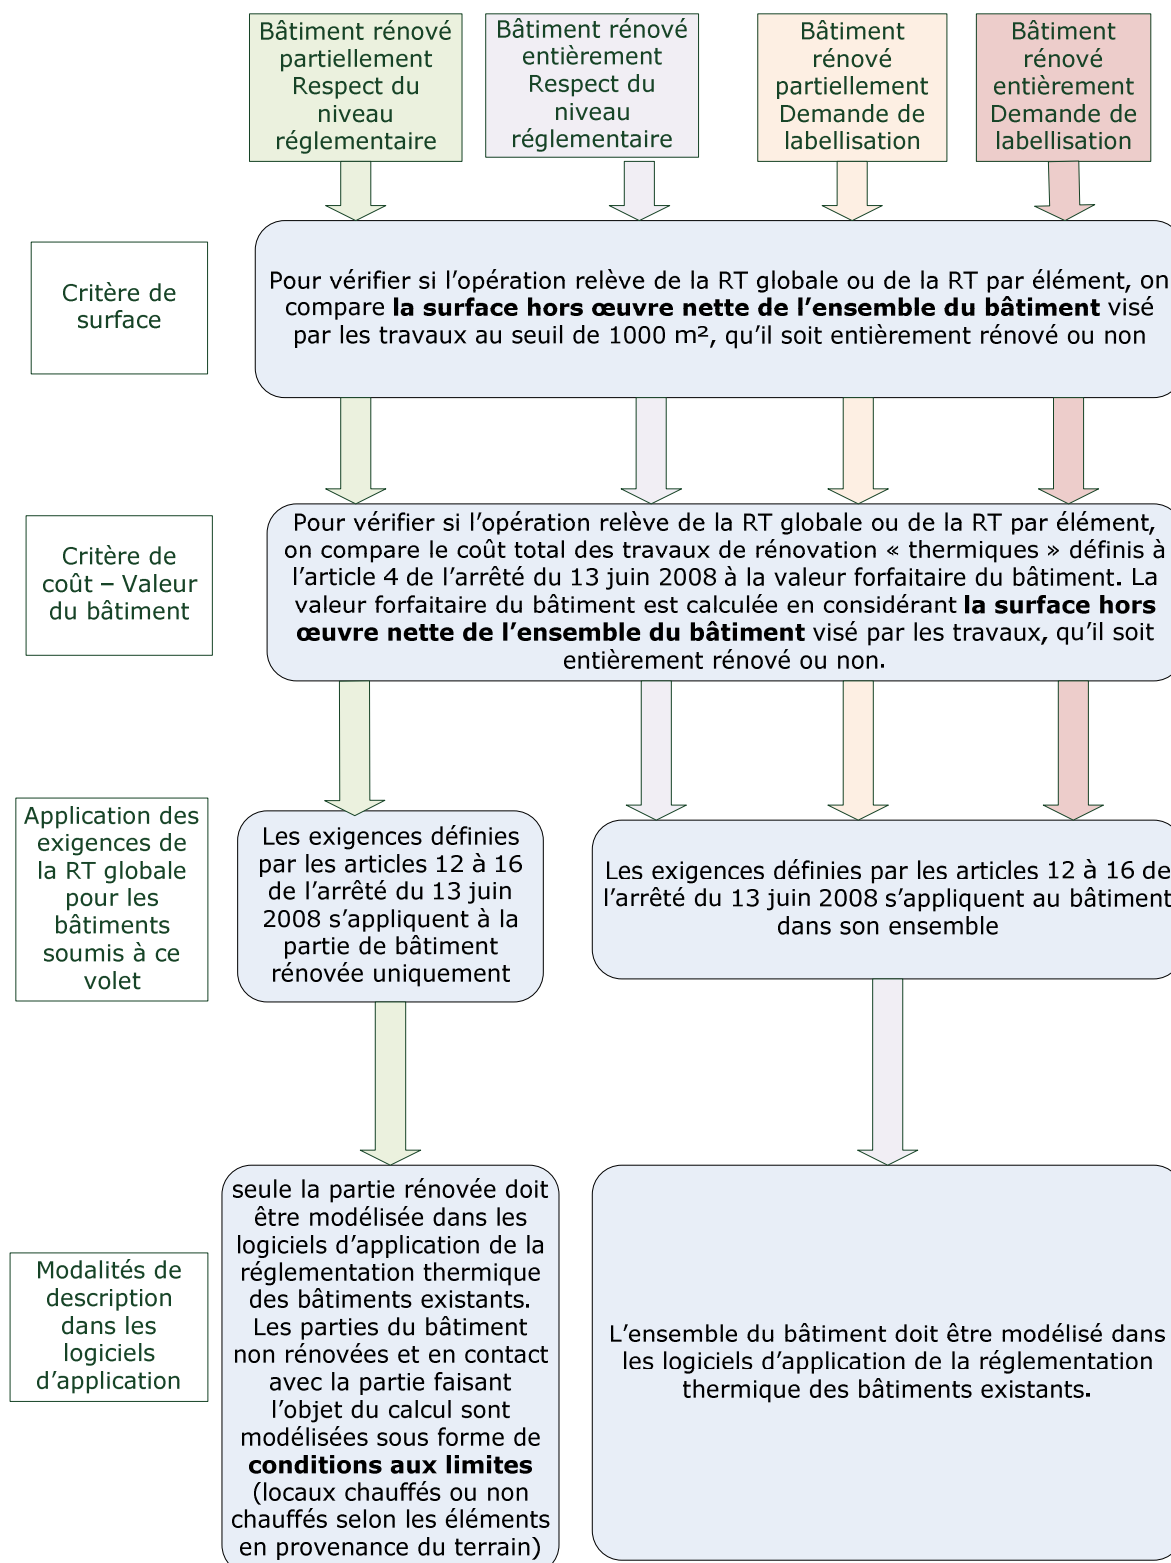 Bâtiment rénové
partiellement
Respect du
niveau
réglementaire
Bâtiment rénové
entièrement
Respect du
niveau
réglementaire
Bâtiment
rénové
partiellement
Demande de
labellisation
Bâtiment
rénové
entièrement
Demande de
labellisation
Critère de
surface
Pour vérifier si l’opération relève de la RT globale ou de la RT par élément, on
compare la surface hors œuvre nette de l’ensemble du bâtiment visé
par les travaux au seuil de 1000 m², qu’il soit entièrement rénové ou non
Critère de
coût – Valeur
du bâtiment
Pour vérifier si l’opération relève de la RT globale ou de la RT par élément,
on compare le coût total des travaux de rénovation « thermiques » définis à
l’article 4 de l’arrêté du 13 juin 2008 à la valeur forfaitaire du bâtiment. La
valeur forfaitaire du bâtiment est calculée en considérant la surface hors
œuvre nette de l’ensemble du bâtiment visé par les travaux, qu’il soit
entièrement rénové ou non.
Application des
exigences de
la RT globale
pour les
bâtiments
soumis à ce
volet
Les exigences définies
par les articles 12 à 16
de l’arrêté du 13 juin
2008 s’appliquent à la
partie de bâtiment
rénovée uniquement
Les exigences définies par les articles 12 à 16 de
l’arrêté du 13 juin 2008 s’appliquent au bâtiment
dans son ensemble
Modalités de
description
dans les
logiciels
d’application
seule la partie rénovée doit
être modélisée dans les
logiciels d’application de la
réglementation thermique
des bâtiments existants.
Les parties du bâtiment
non rénovées et en contact
avec la partie faisant
l’objet du calcul sont
modélisées sous forme de
conditions aux limites
(locaux chauffés ou non
chauffés selon les éléments
en provenance du terrain)
L’ensemble du bâtiment doit être modélisé dans
les logiciels d’application de la réglementation
thermique des bâtiments existants.